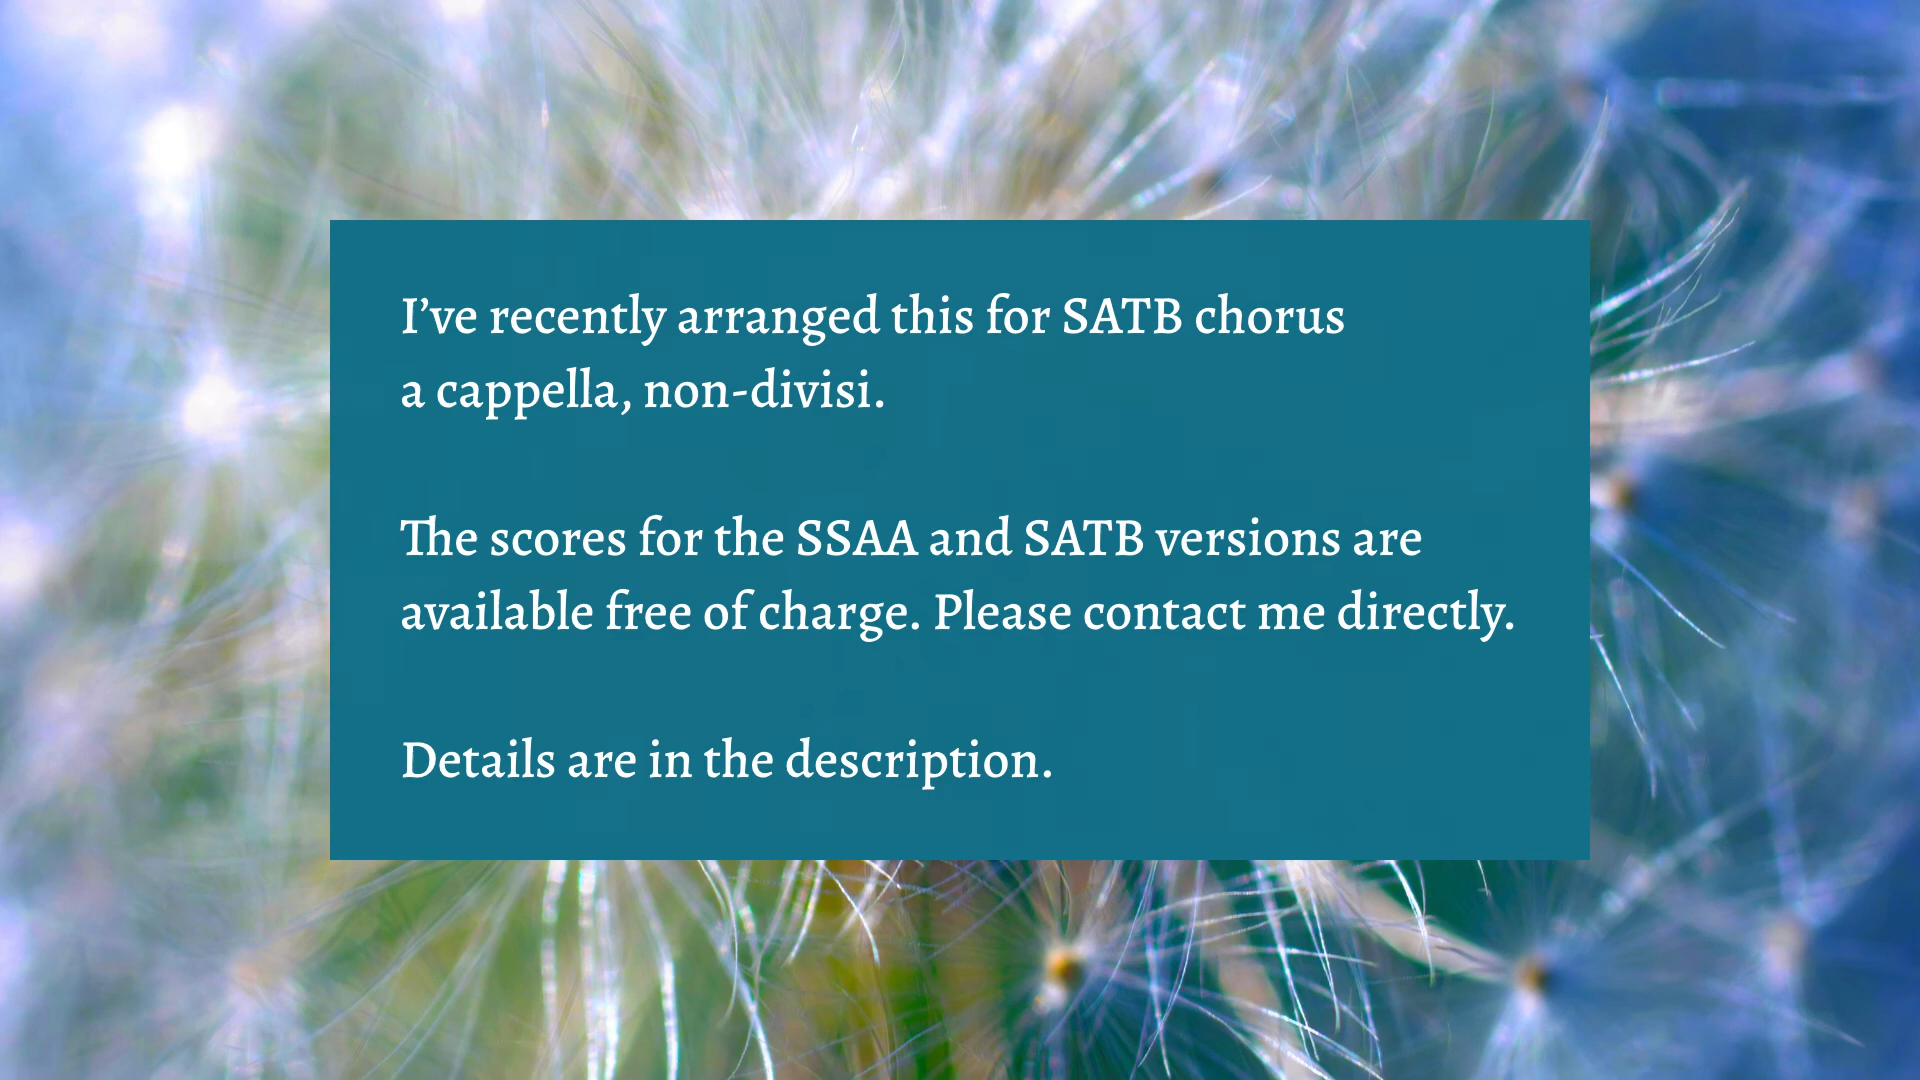 I’ve recently arranged this for SATB chorus
a cappella, non-divisi.
The scores for the SSAA and SATB versions are
available free of charge. Please contact me directly.
Details are in the description.